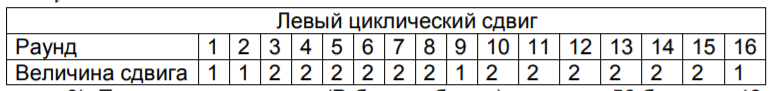 Левый циклический сдвиг
Раунд 1 2 3 4 5 6 7 8 9 10 11 12 13 14 15 16
Величина сдвига 1 1 2 2 2 2 2 2 1 2 2 2 2 2 2 1